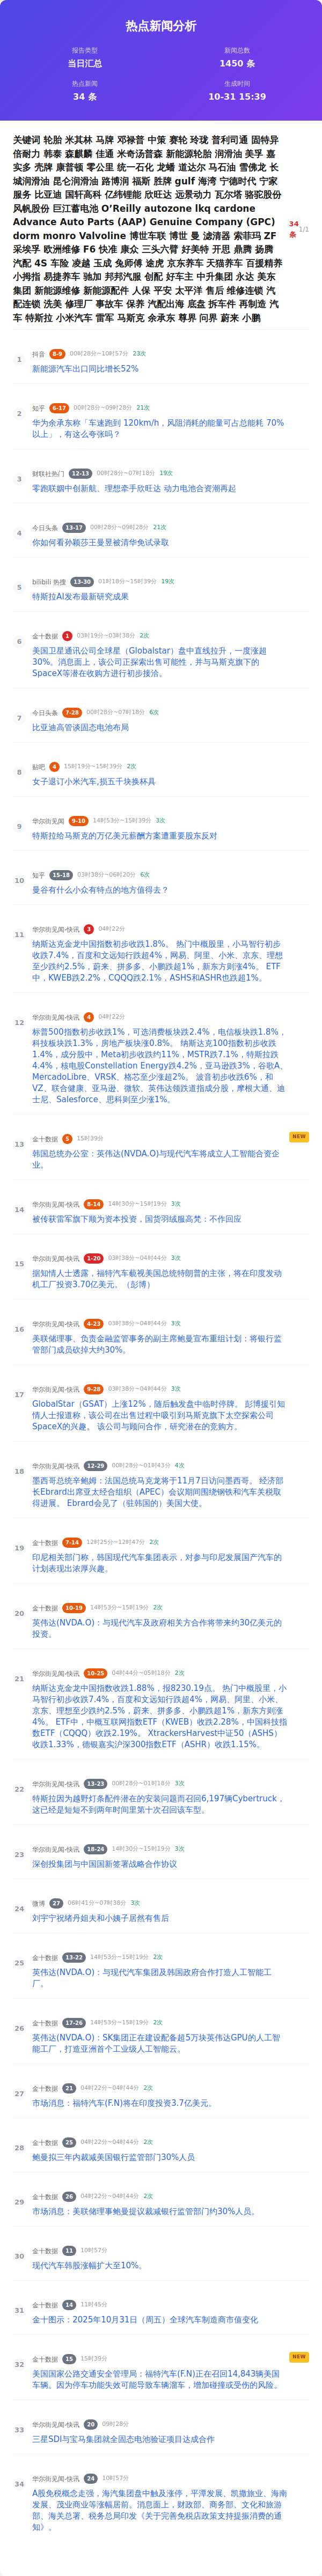 热点新闻分析
报告类型
新闻总数
当日汇总
1450 条
热点新闻
生成时间
34 条
10-31 15:39
关键词 轮胎 米其林 马牌 邓禄普 中策 赛轮 玲珑 普利司通 固特异
倍耐力 韩泰 森麒麟 佳通 米奇汤普森 新能源轮胎 润滑油 美孚 嘉
实多 壳牌 康普顿 零公里 统一石化 龙蟠 道达尔 马石油 雪佛龙 长
城润滑油 昆仑润滑油 路博润 福斯 胜牌 gulf 海湾 宁德时代 宁家
服务 比亚迪 国轩高科 亿纬锂能 欣旺达 远景动力 瓦尔塔 骆驼股份
风帆股份 巨江蓄电池 O’Reilly autozone lkq cardone
Advance Auto Parts (AAP) Genuine Company (GPC)
dorm monro Valvoline 博世车联 博世 曼 滤清器 索菲玛 ZF
采埃孚 欧洲维修 F6 快准 康众 三头六臂 好美特 开思 鼎腾 扬腾
汽配 4S 车险 凌越 玉成 兔师傅 途虎 京东养车 天猫养车 百援精养
小拇指 易捷养车 驰加 邦邦汽服 创配 好车主 中升集团 永达 美东
集团 新能源维修 新能源配件 人保 平安 太平洋 售后 维修连锁 汽
配连锁 洗美 修理厂 事故车 保养 汽配出海 底盘 拆车件 再制造 汽
车 特斯拉 小米汽车 雷军 马斯克 余承东 尊界 问界 蔚来 小鹏
34
条
1/1
1
抖音 8-9 00时28分~10时57分 23次
新能源汽车出口同比增长52%
2
知乎 6-17 00时28分~09时28分 21次
华为余承东称「车速跑到 120km/h，风阻消耗的能量可占总能耗 70%
以上」，有这么夸张吗？
3
财联社热门 12-13 00时28分~07时18分 19次
零跑联姻中创新航、理想牵手欣旺达 动力电池合资潮再起
4
今日头条 13-17 00时28分~09时28分 21次
你如何看孙颖莎王曼昱被清华免试录取
5
bilibili 热搜 13-30 01时18分~15时39分 19次
特斯拉AI发布最新研究成果
6
金十数据 1 03时19分~03时38分 2次
美国卫星通讯公司全球星（Globalstar）盘中直线拉升，一度涨超
30%。消息面上，该公司正探索出售可能性，并与马斯克旗下的
SpaceX等潜在收购方进行初步接洽。
7
今日头条 7-28 00时28分~07时18分 6次
比亚迪高管谈固态电池布局
8
贴吧 4 15时19分~15时39分 2次
女子退订小米汽车,损五千块换杯具
9
华尔街见闻 9-10 14时53分~15时39分 3次
特斯拉给马斯克的万亿美元薪酬方案遭重要股东反对
10
知乎 15-18 03时38分~06时20分 6次
曼谷有什么小众有特点的地方值得去？
11
华尔街见闻-快讯 3 04时22分
纳斯达克金龙中国指数初步收跌1.8%。 热门中概股里，小马智行初步
收跌7.4%，百度和文远知行跌超4%，网易、阿里、小米、京东、理想
至少跌约2.5%，蔚来、拼多多、小鹏跌超1%，新东方则涨4%。 ETF
中，KWEB跌2.2%，CQQQ跌2.1%，ASHS和ASHR也跌超1%。
12
华尔街见闻-快讯 4 04时22分
标普500指数初步收跌1%，可选消费板块跌2.4%，电信板块跌1.8%，
科技板块跌1.3%，房地产板块涨0.8%。 纳斯达克100指数初步收跌
1.4%，成分股中，Meta初步收跌约11%，MSTR跌7.1%，特斯拉跌
4.4%，核电股Constellation Energy跌4.2%，亚马逊跌3%，谷歌A、
MercadoLibre、VRSK、格芯至少涨超2%。 波音初步收跌6%，和
VZ、联合健康、亚马逊、微软、英伟达领跌道指成分股，摩根大通、迪
士尼、Salesforce、思科则至少涨1%。
13
金十数据 5 15时39分
NEW
韩国总统办公室：英伟达(NVDA.O)与现代汽车将成立人工智能合资企
业。
14
华尔街见闻-快讯 8-14 14时30分~15时19分 3次
被传获雷军旗下顺为资本投资，国货羽绒服高梵：不作回应
15
华尔街见闻-快讯 1-20 03时38分~04时44分 3次
据知情人士透露，福特汽车藐视美国总统特朗普的主张，将在印度发动
机工厂投资3.70亿美元。（彭博）
16
华尔街见闻-快讯 4-23 03时38分~04时44分 3次
美联储理事、负责金融监管事务的副主席鲍曼宣布重组计划：将银行监
管部门成员砍掉大约30%。
17
华尔街见闻-快讯 9-28 03时38分~04时44分 3次
GlobalStar（GSAT）上涨12%，随后触发盘中临时停牌。 彭博援引知
情人士报道称，该公司在出售过程中吸引到马斯克旗下太空探索公司
SpaceX的兴趣。 该公司与顾问合作，研究潜在的竞购方。
18
华尔街见闻-快讯 12-29 00时28分~01时43分 4次
墨西哥总统辛鲍姆：法国总统马克龙将于11月7日访问墨西哥。 经济部
长Ebrard出席亚太经合组织（APEC）会议期间围绕钢铁和汽车关税取
得进展。 Ebrard会见了（驻韩国的）美国大使。
19
金十数据 7-14 12时25分~12时47分 2次
印尼相关部门称，韩国现代汽车集团表示，对参与印尼发展国产汽车的
计划表现出浓厚兴趣。
20
金十数据 10-19 14时53分~15时19分 2次
英伟达(NVDA.O)：与现代汽车及政府相关方合作将带来约30亿美元的
投资。
21
华尔街见闻-快讯 10-25 04时44分~05时18分 2次
纳斯达克金龙中国指数收跌1.88%，报8230.19点。 热门中概股里，小
马智行初步收跌7.4%，百度和文远知行跌超4%，网易、阿里、小米、
京东、理想至少跌约2.5%，蔚来、拼多多、小鹏跌超1%，新东方则涨
4%。 ETF中，中概互联网指数ETF（KWEB）收跌2.28%，中国科技指
数ETF（CQQQ）收跌2.19%。 XtrackersHarvest中证50（ASHS）
收跌1.33%，德银嘉实沪深300指数ETF（ASHR）收跌1.15%。
22
华尔街见闻-快讯 13-23 00时28分~01时18分 3次
特斯拉因为越野灯条配件潜在的安装问题而召回6,197辆Cybertruck，
这已经是短短不到两年时间里第十次召回该车型。
23
华尔街见闻-快讯 18-24 14时30分~15时19分 3次
深创投集团与中国国新签署战略合作协议
24
微博 27 06时41分~07时38分 3次
刘宇宁祝绪丹姐夫和小姨子居然有售后
25
金十数据 13-22 14时53分~15时19分 2次
英伟达(NVDA.O)：与现代汽车集团及韩国政府合作打造人工智能工
厂。
26
金十数据 17-26 14时53分~15时19分 2次
英伟达(NVDA.O)：SK集团正在建设配备超5万块英伟达GPU的人工智
能工厂，打造亚洲首个工业级人工智能云。
27
金十数据 21 04时22分~04时44分 2次
市场消息：福特汽车(F.N)将在印度投资3.7亿美元。
28
金十数据 25 04时22分~04时44分 2次
鲍曼拟三年内裁减美国银行监管部门30%人员
29
金十数据 26 04时22分~04时44分 2次
市场消息：美联储理事鲍曼提议裁减银行监管部门约30%人员。
30
金十数据 11 10时57分
现代汽车韩股涨幅扩大至10%。
31
金十数据 14 11时45分
金十图示：2025年10月31日（周五）全球汽车制造商市值变化
32
金十数据 15 15时39分
NEW
美国国家公路交通安全管理局：福特汽车(F.N)正在召回14,843辆美国
车辆。因为停车功能失效可能导致车辆溜车，增加碰撞或受伤的风险。
33
华尔街见闻-快讯 20 09时28分
三星SDI与宝马集团就全固态电池验证项目达成合作
34
华尔街见闻-快讯 24 10时57分
A股免税概念走强，海汽集团盘中触及涨停，平潭发展、凯撒旅业、海南
发展、茂业商业等涨幅居前。消息面上，财政部、商务部、文化和旅游
部、海关总署、税务总局印发《关于完善免税店政策支持提振消费的通
知》。